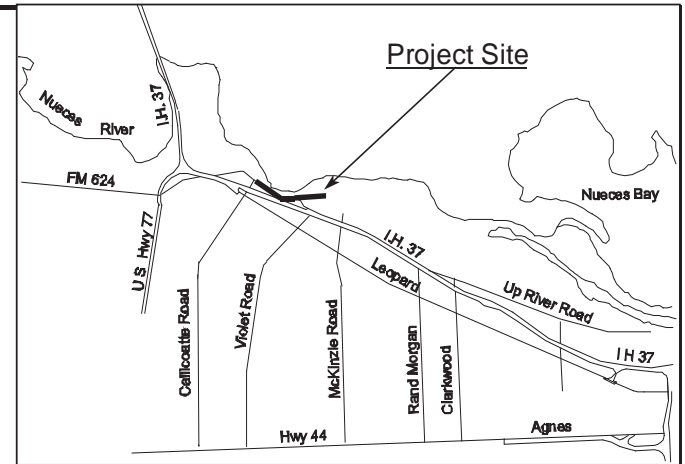 Project Site
Nueces
River
I.H. 37
FM 624
Nueces Bay
U S Hwy 77
I.H. 37
Leopard
Up River Road
Callicoatte Road
Violet Road
McKinzie Road
Rand Morgan
Clarkwood
I H 37
Hwy 44
Agnes